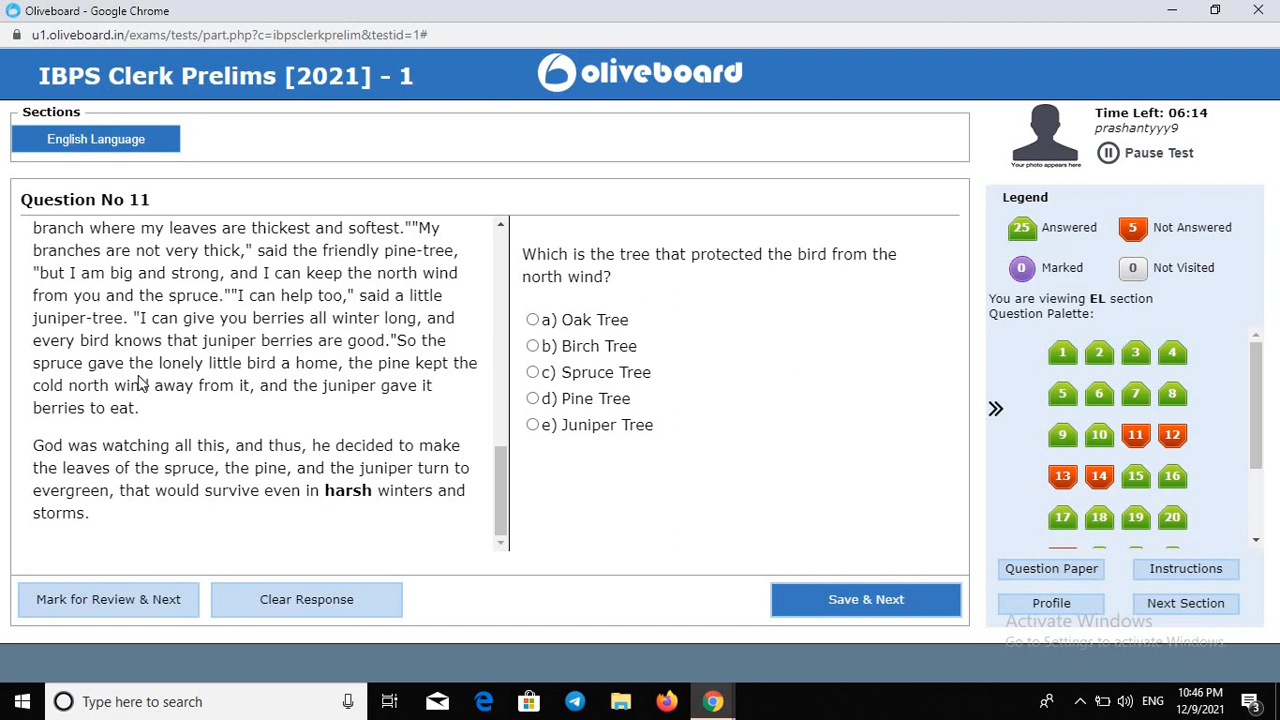 Oliveboard - Google Chrome
u1.oliveboard.in/exams/tests/part.php?c=ibpsclerkprelim&testid=1#
IBPS Clerk Prelims [2021] - 1
oliveboard
Sections
English Language
Time Left: 06:14
prashantyyy9
Pause Test
Your photo appears here
Question No 11
branch where my leaves are thickest and softest.""My
branches are not very thick," said the friendly pine-tree,
"but I am big and strong, and I can keep the north wind
from you and the spruce.""I can help too," said a little
juniper-tree. "I can give you berries all winter long, and
every bird knows that juniper berries are good."So the
spruce gave the lonely little bird a home, the pine kept the
cold north wind away from it, and the juniper gave it
berries to eat.
God was watching all this, and thus, he decided to make
the leaves of the spruce, the pine, and the juniper turn to
evergreen, that would survive even in harsh winters and
storms.
Which is the tree that protected the bird from the
north wind?
a) Oak Tree
b) Birch Tree
c) Spruce Tree
d) Pine Tree
e) Juniper Tree
Legend
25 Answered
5 Not Answered
0 Marked
0 Not Visited
You are viewing EL section
Question Palette:
1 2 3 4
5 6 7 8
9 10 11 12
13 14 15 16
17 18 19 20
Mark for Review & Next
Clear Response
Save & Next
Question Paper
Instructions
Profile
Next Section
Activate Windows
Go to Settings to activate Windows.
Type here to search
ENG
10:46 PM
12/9/2021
3